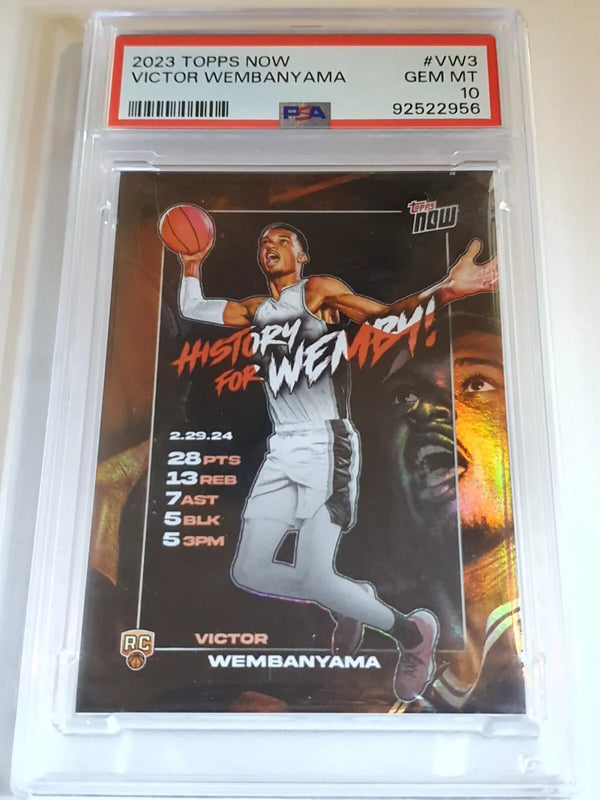 2023 TOPPS NOW #VW3
VICTOR WEMBANYAMA GEM MT
10
PSA 92522956
Topps
now
HISTORY
FOR WEMBY!
2.29.24
28 PTS
13 REB
7 AST
5 BLK
5 3PM
RC
VICTOR
WEMBANYAMA